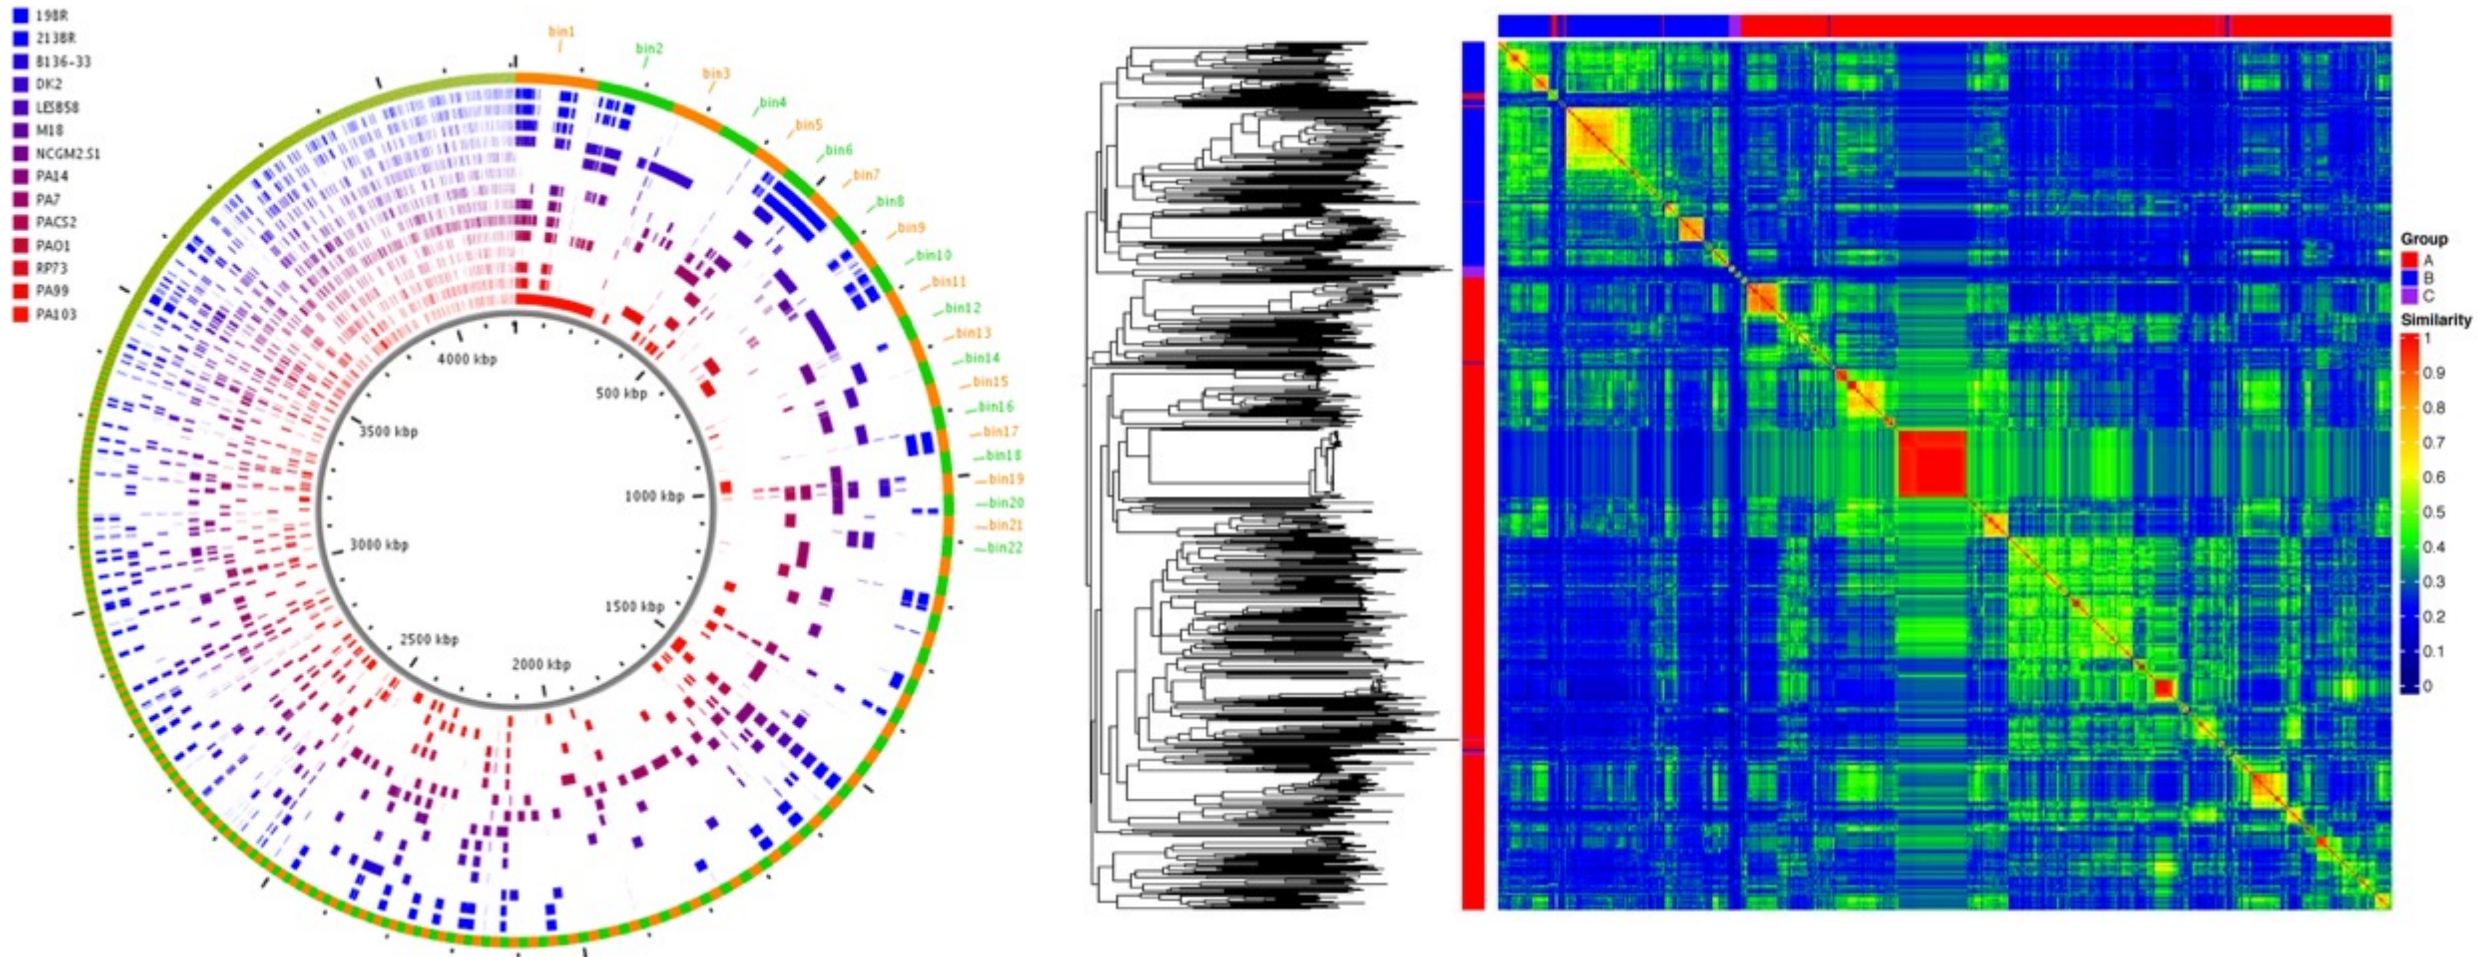 198R
213BR
B136-33
DK2
LESB58
M18
NCGM2.S1
PA14
PA7
PACS2
PAO1
RP73
PA99
PA103
bin1
bin2
bin3
bin4
bin5
bin6
bin7
bin8
bin9
bin10
bin11
bin12
bin13
bin14
bin15
bin16
bin17
bin18
bin19
bin20
bin21
bin22
1
500 kbp
1000 kbp
1500 kbp
2000 kbp
2500 kbp
3000 kbp
3500 kbp
4000 kbp
Group
A
B
C
Similarity
1
0.9
0.8
0.7
0.6
0.5
0.4
0.3
0.2
0.1
0